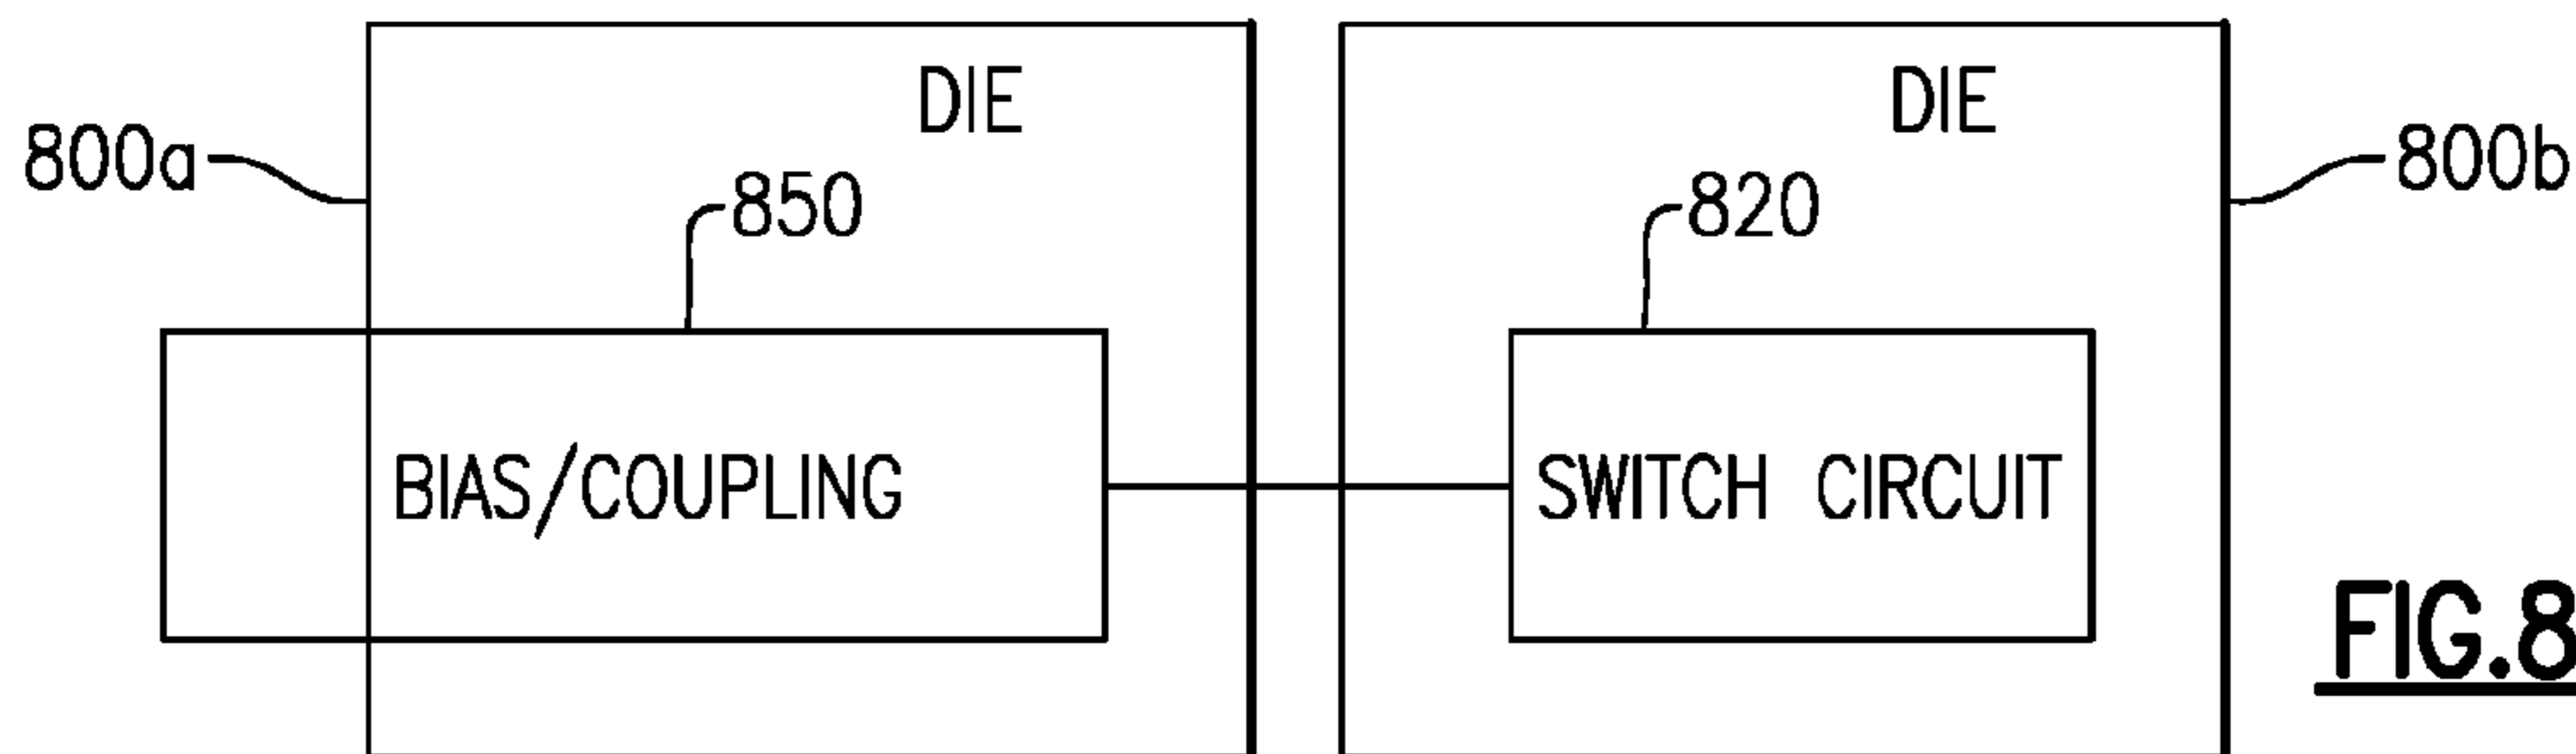 DIE
DIE
800a
800b
850
820
BIAS/COUPLING
SWITCH CIRCUIT
FIG.8